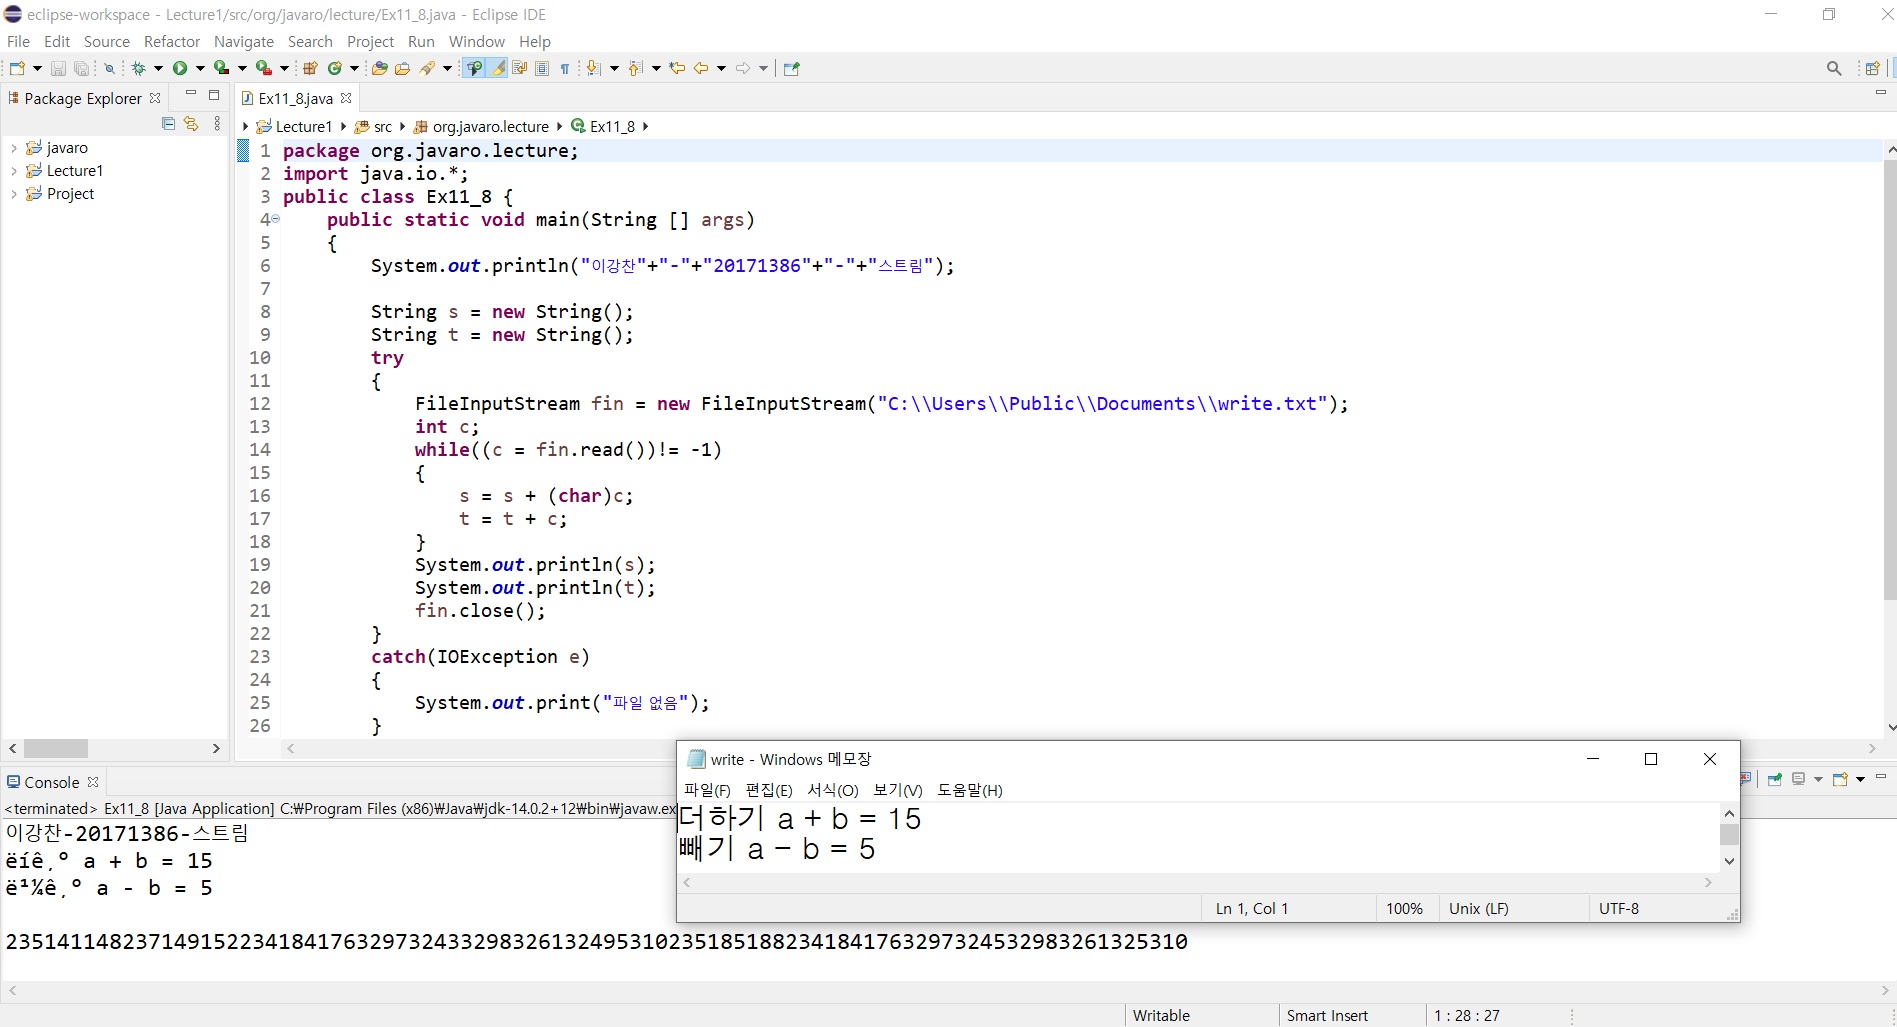 eclipse-workspace - Lecture1/src/org/javaro/lecture/Ex11_8.java - Eclipse IDE
File Edit Source Refactor Navigate Search Project Run Window Help
Package Explorer
javaro
Lecture1
Project
Ex11_8.java
Lecture1 src org.javaro.lecture Ex11_8
1 package org.javaro.lecture;
2 import java.io.*;
3 public class Ex11_8 {
4 public static void main(String [] args)
5 {
6 System.out.println("이강찬"+"-"+"20171386"+"-"+"스트림");
7
8 String s = new String();
9 String t = new String();
10 try
11 {
12 FileInputStream fin = new FileInputStream("C:\\Users\\Public\\Documents\\write.txt");
13 int c;
14 while((c = fin.read())!= -1)
15 {
16 s = s + (char)c;
17 t = t + c;
18 }
19 System.out.println(s);
20 System.out.println(t);
21 fin.close();
22 }
23 catch(IOException e)
24 {
25 System.out.print("파일 없음");
26 }
Console
<terminated> Ex11_8 [Java Application] C:₩Program Files (x86)₩Java₩jdk-14.0.2+12₩bin₩javaw.ex
이강찬-20171386-스트림
ëíê¸° a + b = 15
ë¹¼ê¸° a - b = 5
2351411482371491522341841763297324332983261324953102351851882341841763297324532983261325310
write - Windows 메모장
파일(F) 편집(E) 서식(O) 보기(V) 도움말(H)
더하기 a + b = 15
빼기 a - b = 5
Ln 1, Col 1 100% Unix (LF) UTF-8
Writable Smart Insert 1 : 28 : 27